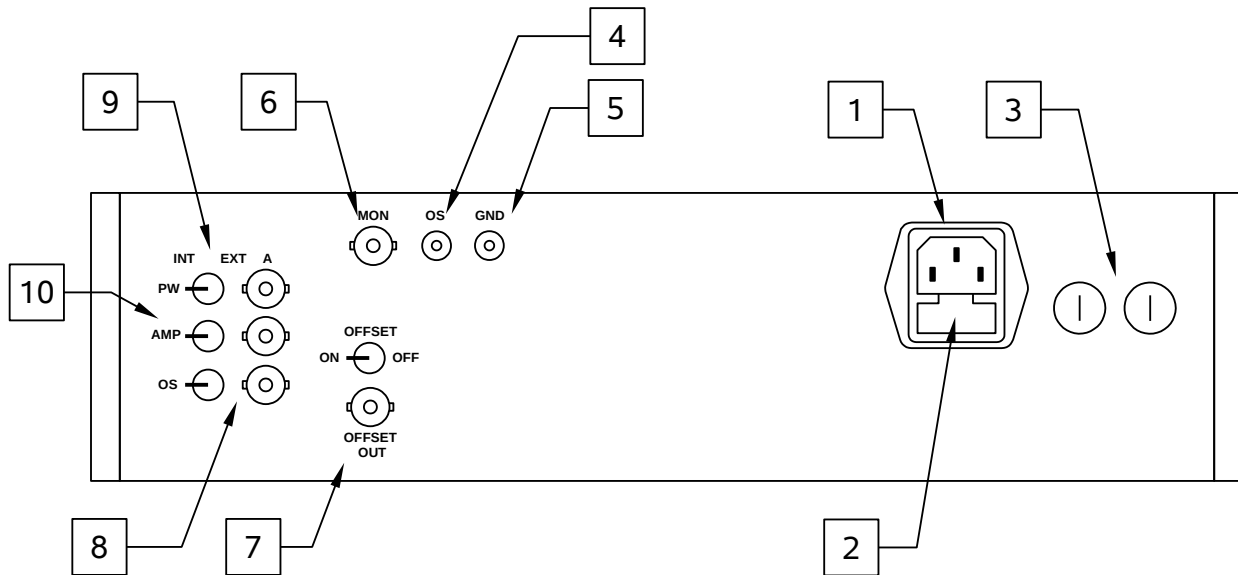 4
9
6
5
1
3
MON
OS
GND
INT
EXT
A
10
PW
AMP
OS
OFFSET
ON
OFF
OFFSET
OUT
8
7
2